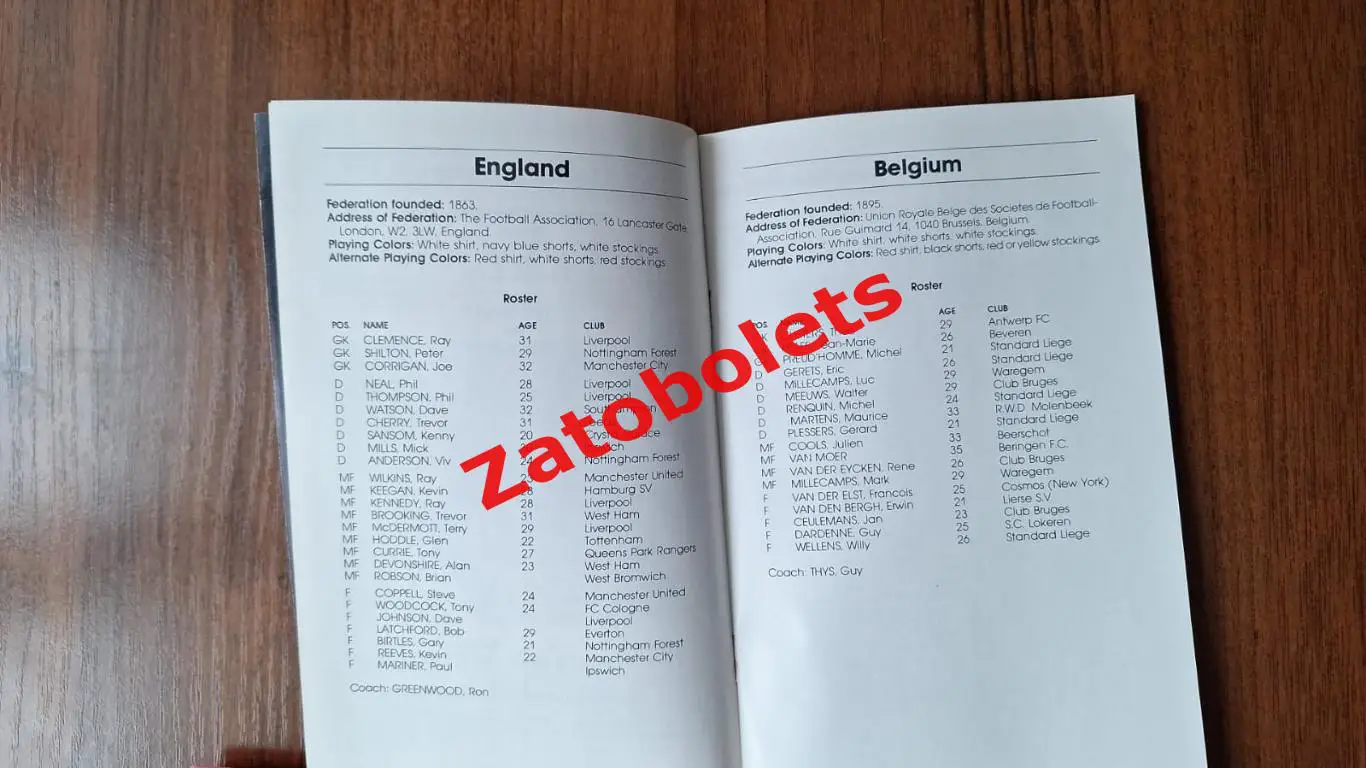 England
Federation founded: 1863.
Address of Federation: The Football Association, 16 Lancaster Gate,
London, W2. 3LW, England.
Playing Colors: White shirt, navy blue shorts, white stockings.
Alternate Playing Colors: Red shirt, white shorts, red stockings.
Roster
POS. NAME AGE CLUB
GK CLEMENCE, Ray 31 Liverpool
GK SHILTON, Peter 29 Nottingham Forest
GK CORRIGAN, Joe 32 Manchester City
D NEAL, Phil 28 Liverpool
D THOMPSON, Phil 25 Liverpool
D WATSON, Dave 32
D CHERRY, Trevor 31
D SANSOM, Kenny 20
D MILLS, Mick
D ANDERSON, Viv 24 Nottingham Forest
MF WILKINS, Ray 23 Manchester United
MF KEEGAN, Kevin 28 Hamburg SV
MF KENNEDY, Ray 28 Liverpool
MF BROOKING, Trevor 31 West Ham
MF McDERMOTT, Terry 29 Liverpool
MF HODDLE, Glen 22 Tottenham
MF CURRIE, Tony 27 Queens Park Rangers
MF DEVONSHIRE, Alan 23 West Ham
MF ROBSON, Brian West Bromwich
F COPPELL, Steve 24 Manchester United
F WOODCOCK, Tony 24 FC Cologne
F JOHNSON, Dave Liverpool
F LATCHFORD, Bob 29 Everton
F BIRTLES, Gary 21 Nottingham Forest
F REEVES, Kevin 22 Manchester City
F MARINER, Paul Ipswich
Coach: GREENWOOD, Ron
Belgium
Federation founded: 1895.
Address of Federation: Union Royale Belge des Societes de Football-
Association, Rue Guimard 14, 1040 Brussels, Belgium.
Playing Colors: White shirt, white shorts, white stockings.
Alternate Playing Colors: Red shirt, black shorts, red or yellow stockings.
Roster
POS. AGE CLUB
GK 29 Antwerp FC
26 Beveren
PREUD'HOMME, Michel 21 Standard Liege
D GERETS, Eric 26 Standard Liege
D MILLECAMPS, Luc 29 Waregem
D MEEUWS, Walter 29 Club Bruges
D RENQUIN, Michel 24 Standard Liege
D MARTENS, Maurice 33 R.W.D. Molenbeek
D PLESSERS, Gerard 21 Standard Liege
MF COOLS, Julien 33 Beerschot
MF VAN MOER 35 Beringen F.C.
MF VAN DER EYCKEN, Rene 26 Club Bruges
MF MILLECAMPS, Mark 29 Waregem
F VAN DER ELST, Francois 25 Cosmos (New York)
F VAN DEN BERGH, Erwin 21 Lierse S.V
F CEULEMANS, Jan 23 Club Bruges
F DARDENNE, Guy 25 S.C. Lokeren
F WELLENS, Willy 26 Standard Liege
Coach: THYS, Guy
Zatobolets